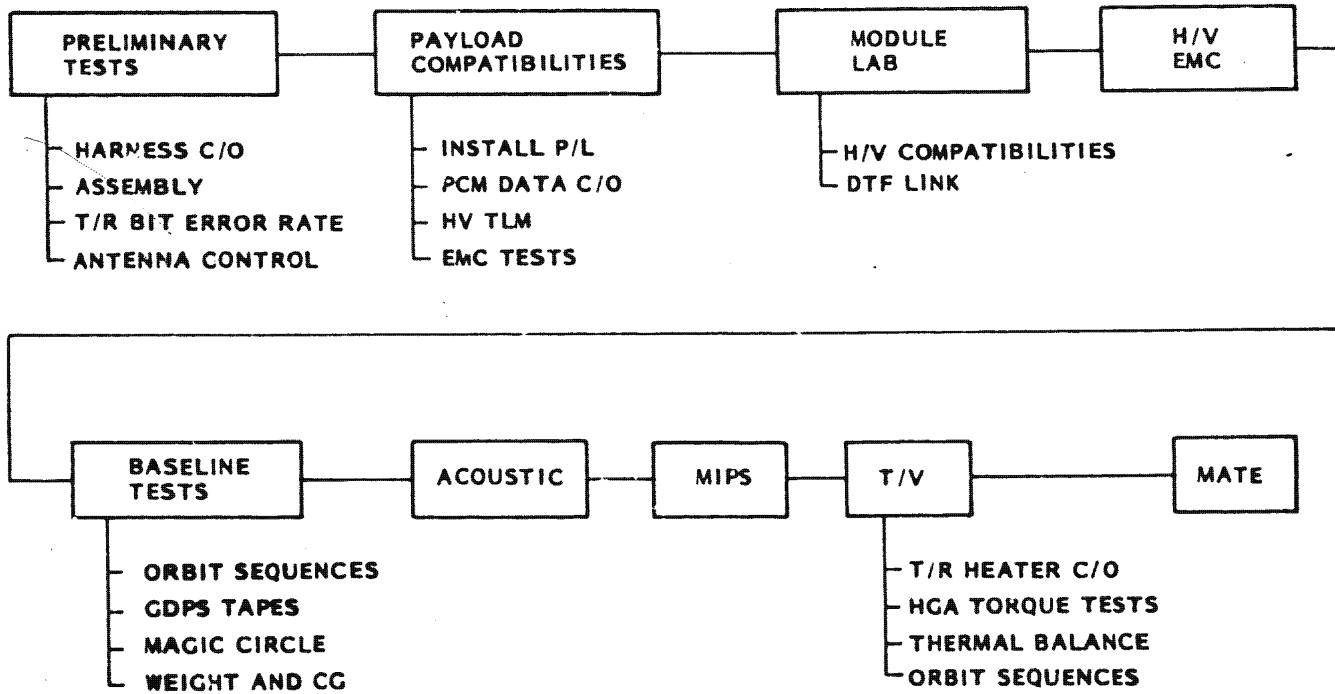 PRELIMINARY
TESTS
HARNESS C/O
ASSEMBLY
T/R BIT ERROR RATE
ANTENNA CONTROL
PAYLOAD
COMPATIBILITIES
INSTALL P/L
PCM DATA C/O
HV TLM
EMC TESTS
MODULE
LAB
H/V COMPATIBILITIES
DTF LINK
H/V
EMC
BASELINE
TESTS
ORBIT SEQUENCES
GDPS TAPES
MAGIC CIRCLE
WEIGHT AND CG
ACOUSTIC
MIPS
T/V
T/R HEATER C/O
HGA TORQUE TESTS
THERMAL BALANCE
ORBIT SEQUENCES
MATE